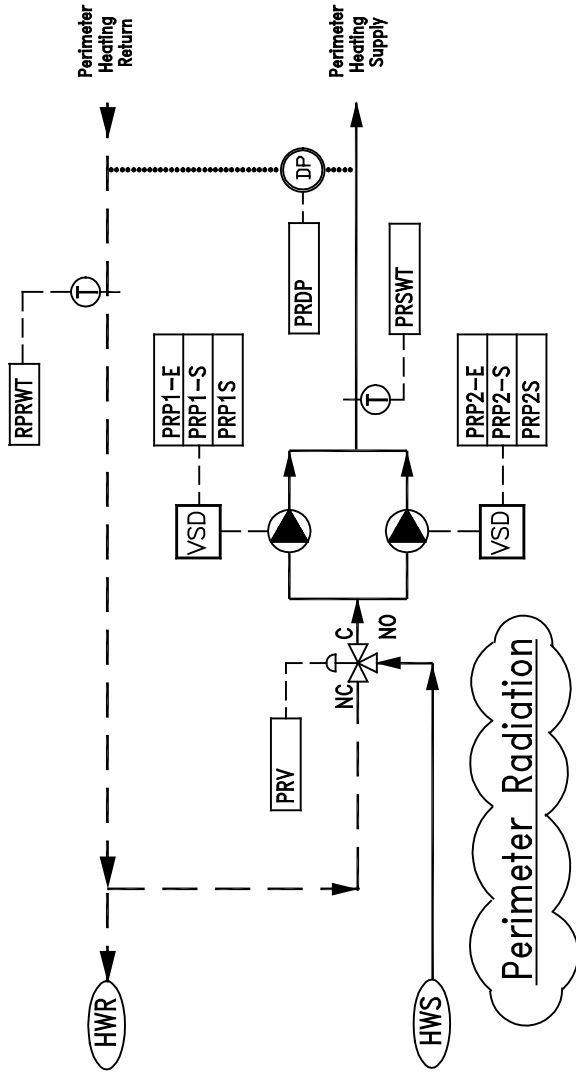 Perimeter
Heating
Return
Perimeter
Heating
Supply
RPRWT
T
DP
PRDP
PRSWT
T
PRP1-E
PRP1-S
PRP1S
VSD
PRP2-E
PRP2-S
PRP2S
VSD
PRV
NC
C
NO
HWR
HWS
Perimeter Radiation